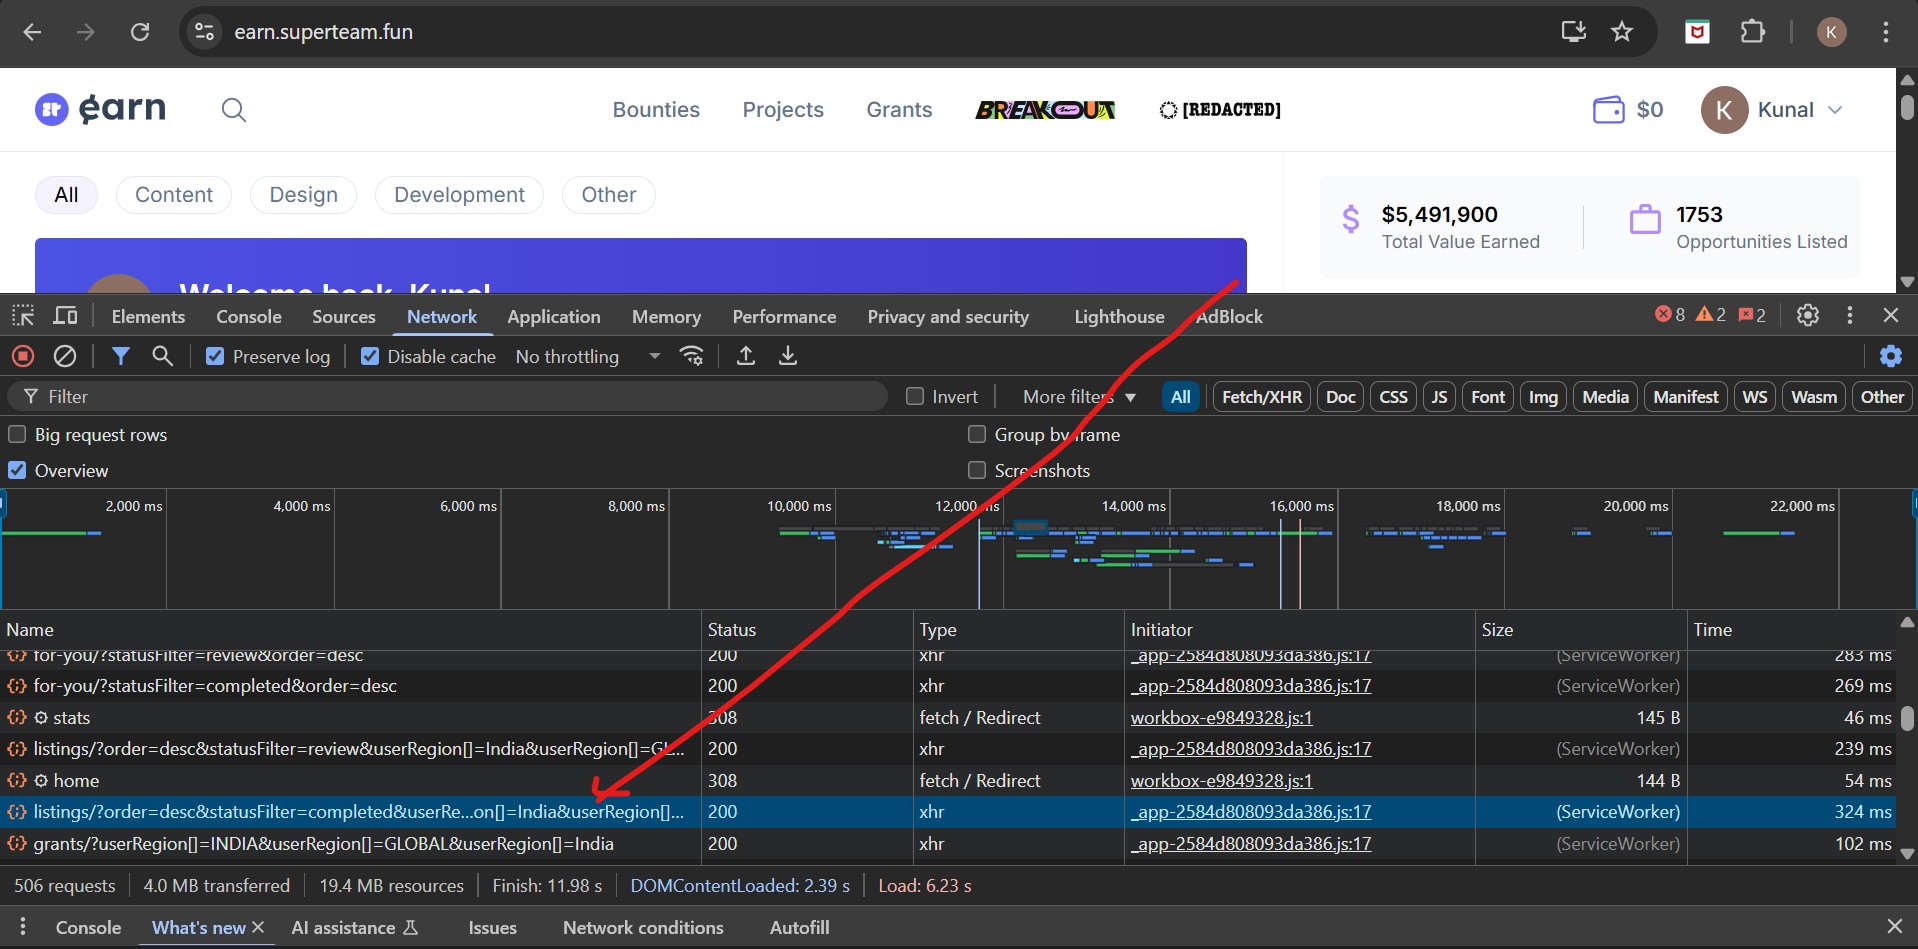 earn.superteam.fun
K
earn
Bounties
Projects
Grants
BREAKOUT
[REDACTED]
$0
K
Kunal
All
Content
Design
Development
Other
$5,491,900
Total Value Earned
1753
Opportunities Listed
Welcome back, Kunal
Elements
Console
Sources
Network
Application
Memory
Performance
Privacy and security
Lighthouse
AdBlock
8
2
2
Preserve log
Disable cache
No throttling
Filter
Invert
More filters
All
Fetch/XHR
Doc
CSS
JS
Font
Img
Media
Manifest
WS
Wasm
Other
Big request rows
Group by frame
Overview
Screenshots
2,000 ms
4,000 ms
6,000 ms
8,000 ms
10,000 ms
12,000 ms
14,000 ms
16,000 ms
18,000 ms
20,000 ms
22,000 ms
Name Status Type Initiator Size Time
for-you/?statusFilter=review&order=desc 200 xhr _app-2584d808093da386.js:17 (ServiceWorker) 283 ms
for-you/?statusFilter=completed&order=desc 200 xhr _app-2584d808093da386.js:17 (ServiceWorker) 269 ms
stats 308 fetch / Redirect workbox-e9849328.js:1 145 B 46 ms
listings/?order=desc&statusFilter=review&userRegion[]=India&userRegion[]=GL... 200 xhr _app-2584d808093da386.js:17 (ServiceWorker) 239 ms
home 308 fetch / Redirect workbox-e9849328.js:1 144 B 54 ms
listings/?order=desc&statusFilter=completed&userRe...on[]=India&userRegion[]... 200 xhr _app-2584d808093da386.js:17 (ServiceWorker) 324 ms
grants/?userRegion[]=INDIA&userRegion[]=GLOBAL&userRegion[]=India 200 xhr _app-2584d808093da386.js:17 (ServiceWorker) 102 ms
506 requests
4.0 MB transferred
19.4 MB resources
Finish: 11.98 s
DOMContentLoaded: 2.39 s
Load: 6.23 s
Console
What's new
AI assistance
Issues
Network conditions
Autofill